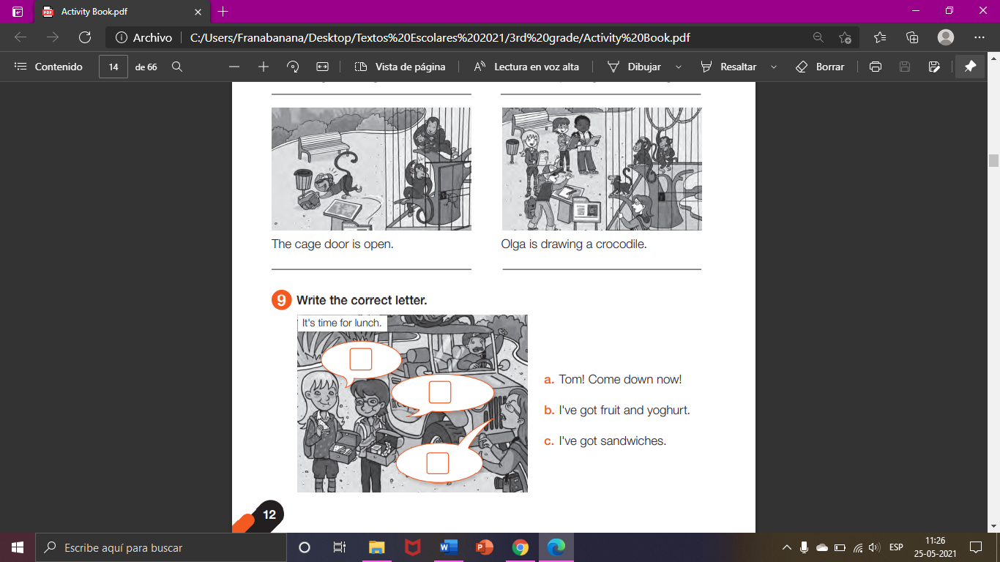 Activity Book.pdf
Archivo
C:/Users/Franabanana/Desktop/Textos%20Escolares%202021/3rd%20grade/Activity%20Book.pdf
Contenido
14
de 66
Vista de página
Lectura en voz alta
Dibujar
Resaltar
Borrar
The cage door is open.
Olga is drawing a crocodile.
9 Write the correct letter.
It's time for lunch.
a. Tom! Come down now!
b. I've got fruit and yoghurt.
c. I've got sandwiches.
12
Escribe aquí para buscar
ESP
11:26
25-05-2021